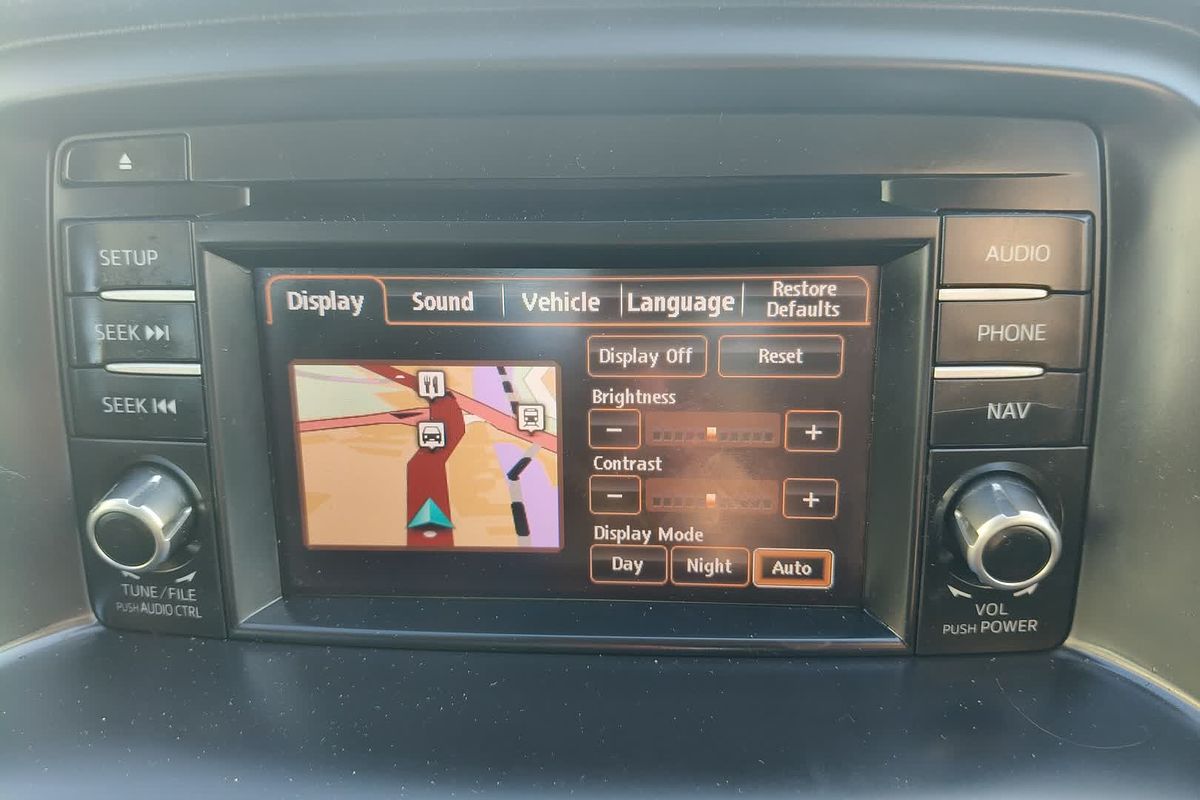 SETUP
SEEK
SEEK
TUNE/FILE
PUSH AUDIO CTRL
Display
Sound
Vehicle
Language
Restore
Defaults
Display Off
Reset
Brightness
-
+
Contrast
-
+
Display Mode
Day
Night
Auto
AUDIO
PHONE
NAV
VOL
PUSH POWER